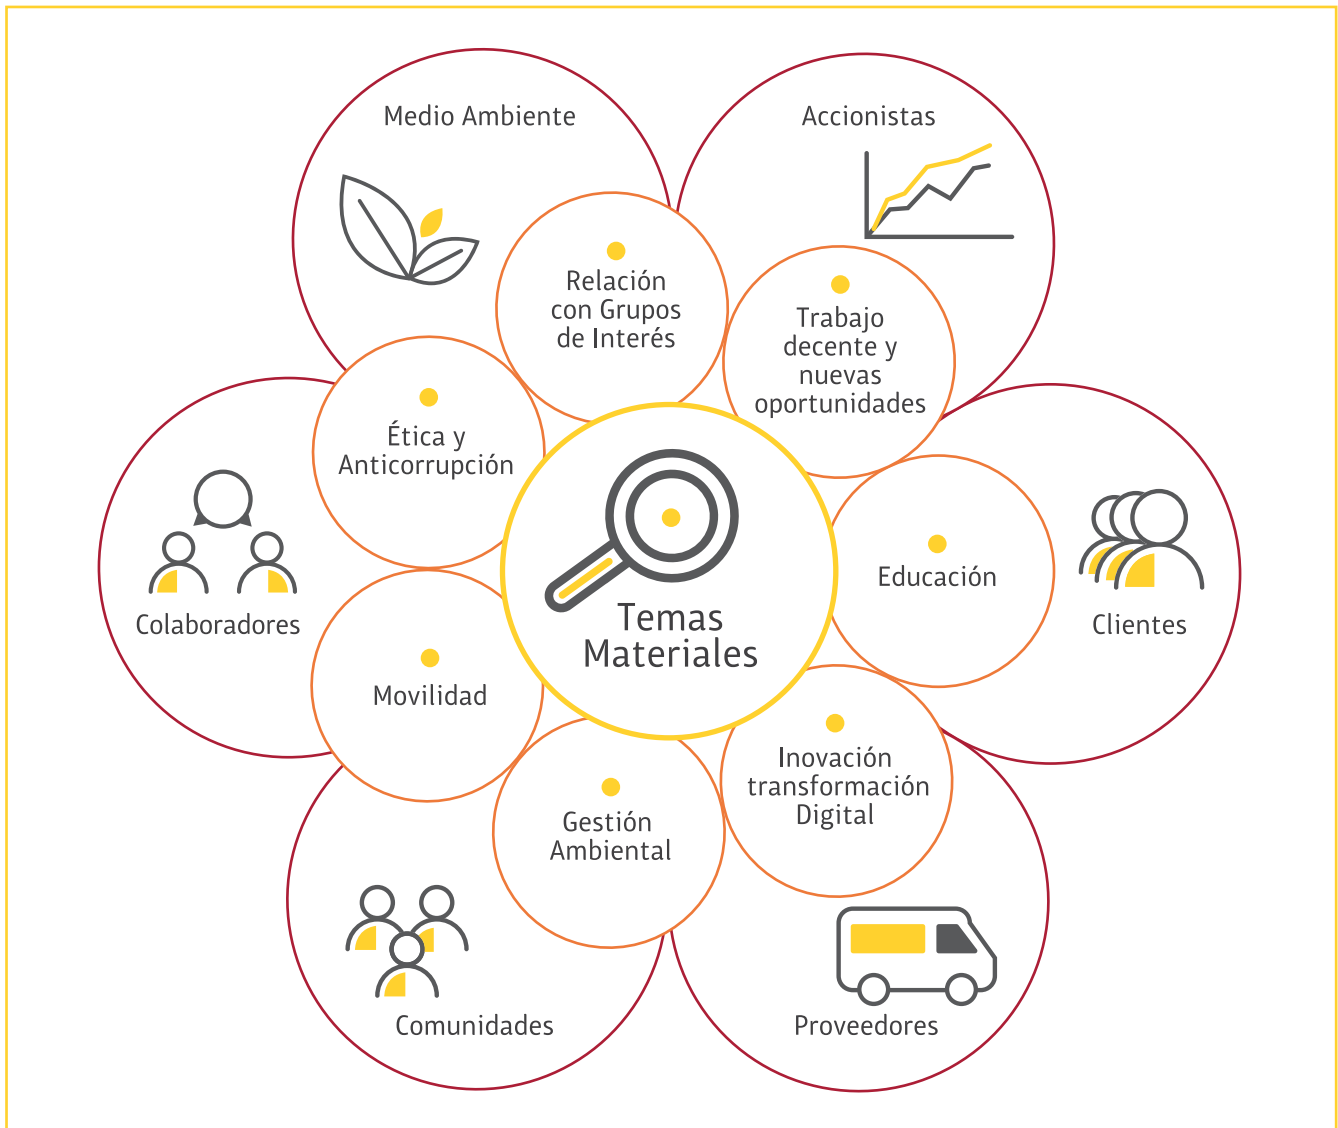 Medio Ambiente
Accionistas
Relación
con Grupos
de Interés
Trabajo
decente y
nuevas
oportunidades
Ética y
Anticorrupción
Educación
Temas
Materiales
Colaboradores
Clientes
Movilidad
Inovación
transformación
Digital
Gestión
Ambiental
Comunidades
Proveedores